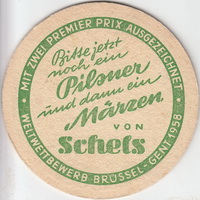 MIT ZWEI PREMIER PRIX AUSGEZEICHNET
Bitte jetzt
noch ein
Pilsner
und dann ein
Märzen
VON
Schels
WELTWETTBEWERB BRÜSSEL-GENT 1958